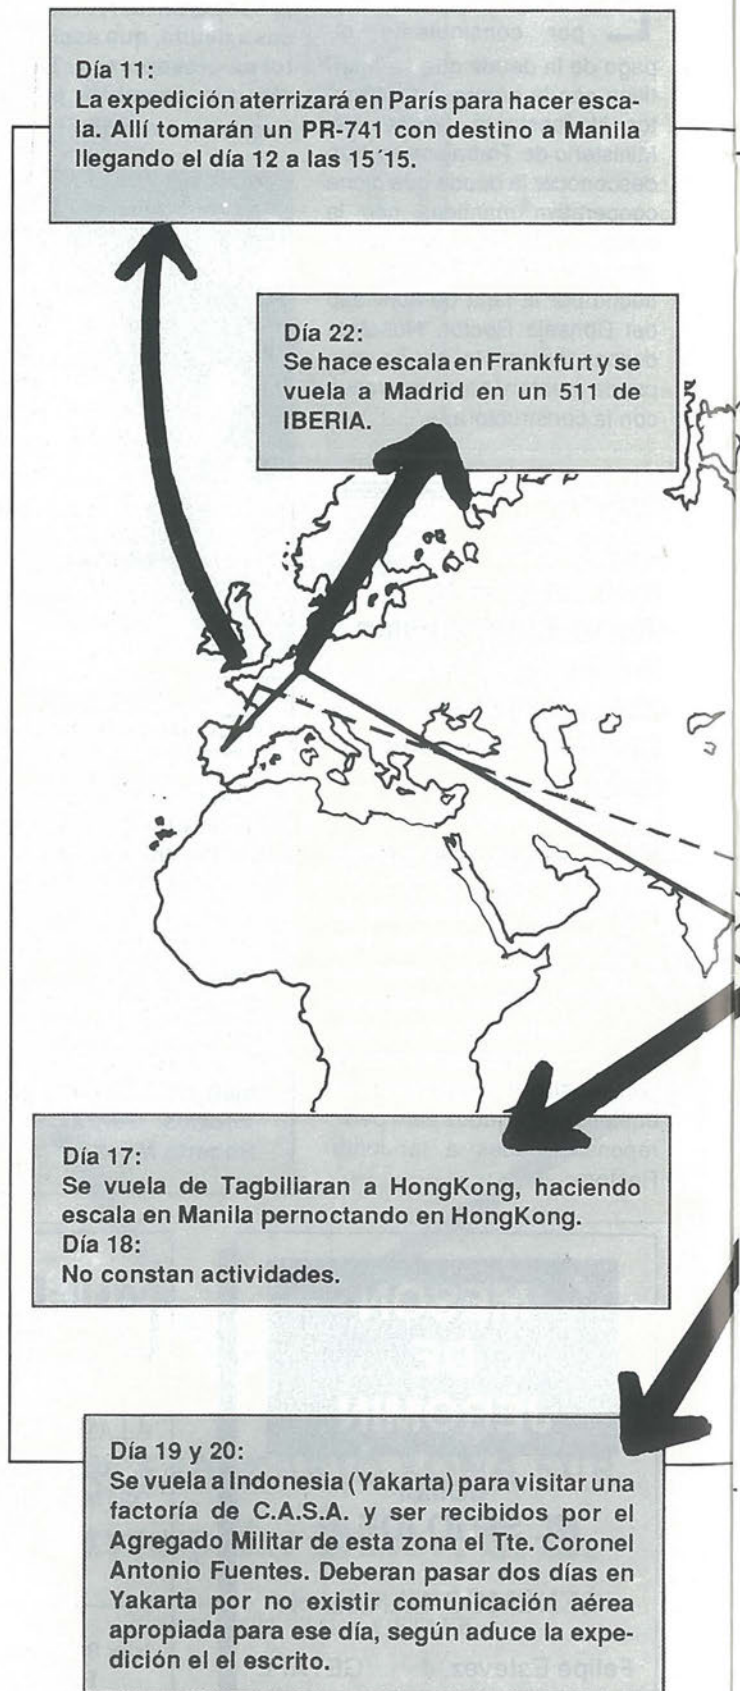 Día 11:
La expedición aterrizará en París para hacer esca-
la. Allí tomarán un PR-741 con destino a Manila
llegando el día 12 a las 15´15.
Día 22:
Se hace escala en Frankfurt y se
vuela a Madrid en un 511 de
IBERIA.
Día 17:
Se vuela de Tagbiliaran a HongKong, haciendo
escala en Manila pernoctando en HongKong.
Día 18:
No constan actividades.
Día 19 y 20:
Se vuela a Indonesia (Yakarta) para visitar una
factoría de C.A.S.A. y ser recibidos por el
Agregado Militar de esta zona el Tte. Coronel
Antonio Fuentes. Deberan pasar dos días en
Yakarta por no existir comunicación aérea
apropiada para ese día, según aduce la expe-
dición el el escrito.